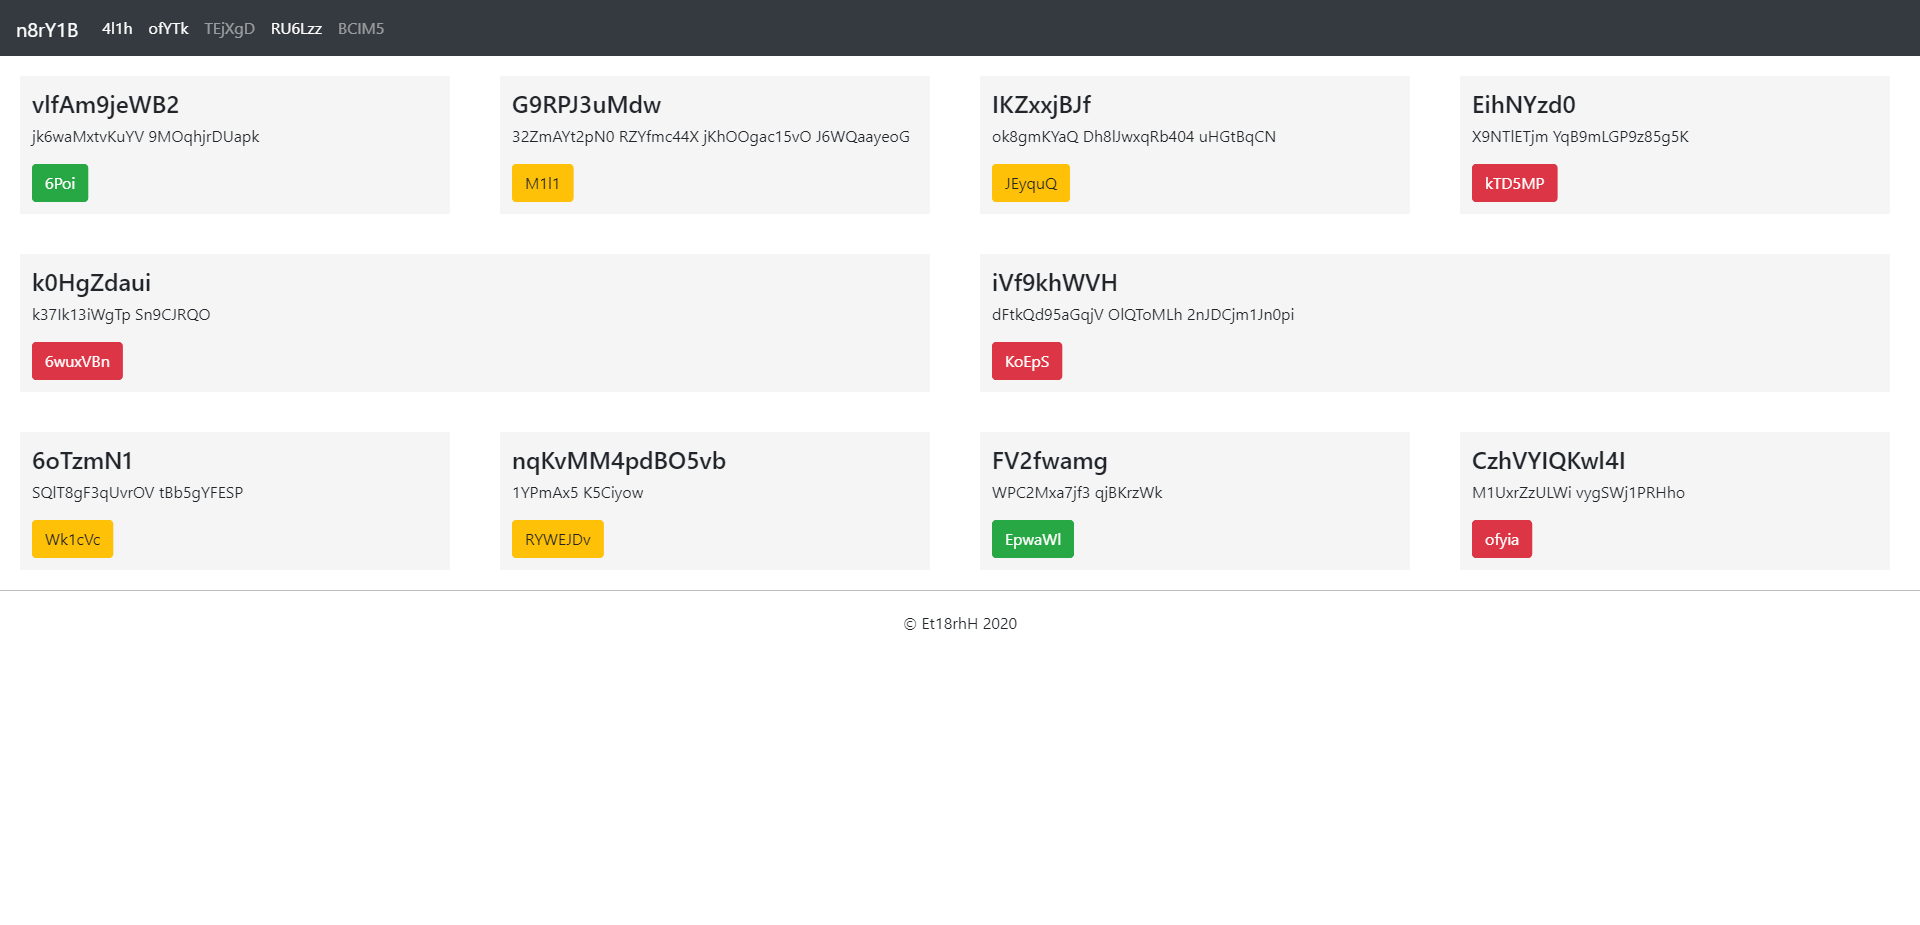 n8rY1B 4l1h ofYTk TEjXgD RU6Lzz BCIM5
vlfAm9jeWB2
jk6waMxtvKuYV 9MOqhjrDUapk
6Poi
G9RPJ3uMdw
32ZmAYt2pN0 RZYfmc44X jKhOOgac15vO J6WQaayeoG
M1l1
IKZxxjBJf
ok8gmKYaQ Dh8lJwxqRb404 uHGtBqCN
JEyquQ
EihNYzd0
X9NTlETjm YqB9mLGP9z85g5K
kTD5MP
k0HgZdaui
k37Ik13iWgTp Sn9CJRQO
6wuxVBn
iVf9khWVH
dFtkQd95aGqjV OlQToMLh 2nJDCjm1Jn0pi
KoEpS
6oTzmN1
SQlT8gF3qUvrOV tBb5gYFESP
Wk1cVc
nqKvMM4pdBO5vb
1YPmAx5 K5Ciyow
RYWEJDv
FV2fwamg
WPC2Mxa7jf3 qjBKrzWk
EpwaWl
CzhVYIQKwl4I
M1UxrZzULWi vygSWj1PRHho
ofyia
© Et18rhH 2020